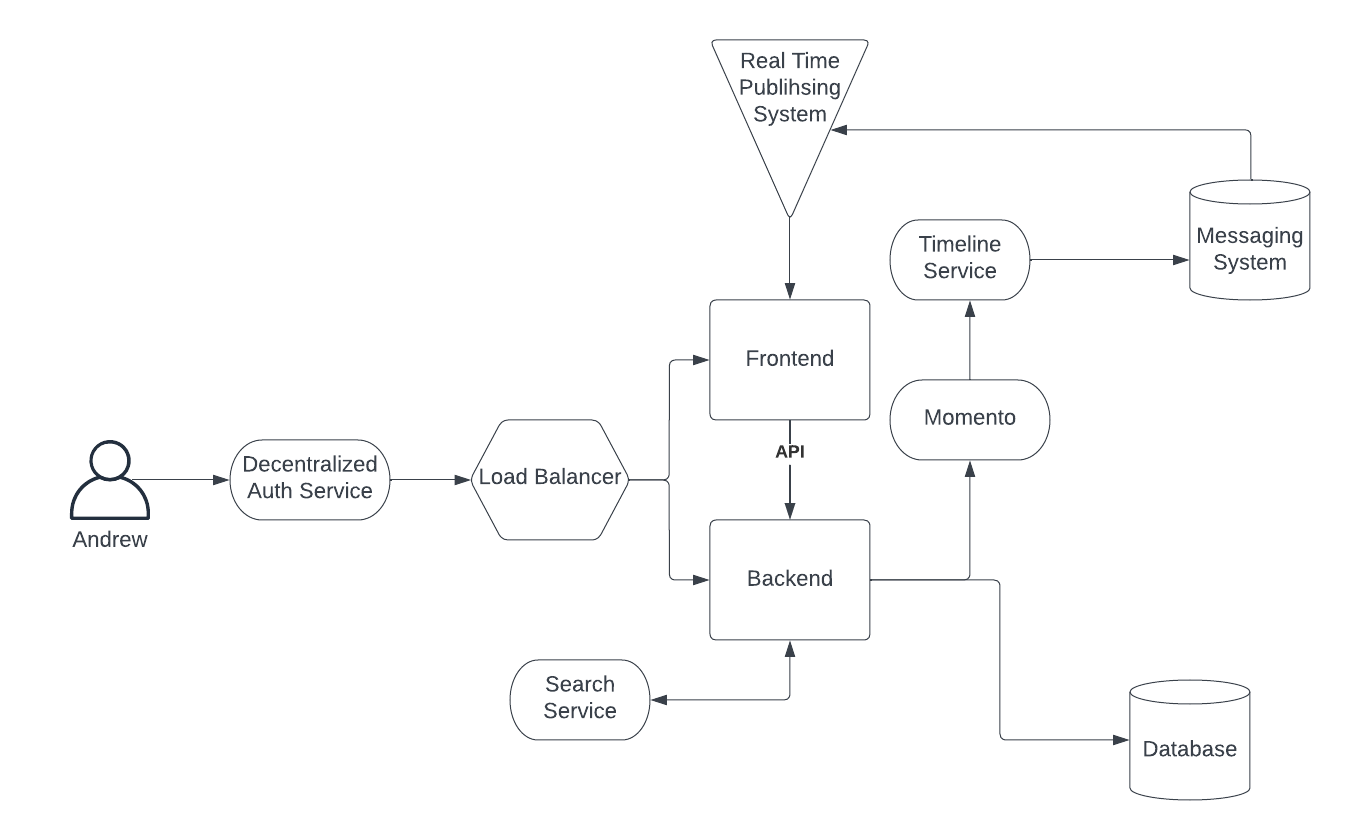 Real Time
Publihsing
System
Timeline
Service
Messaging
System
Frontend
Momento
API
Decentralized
Auth Service
Load Balancer
Andrew
Backend
Search
Service
Database